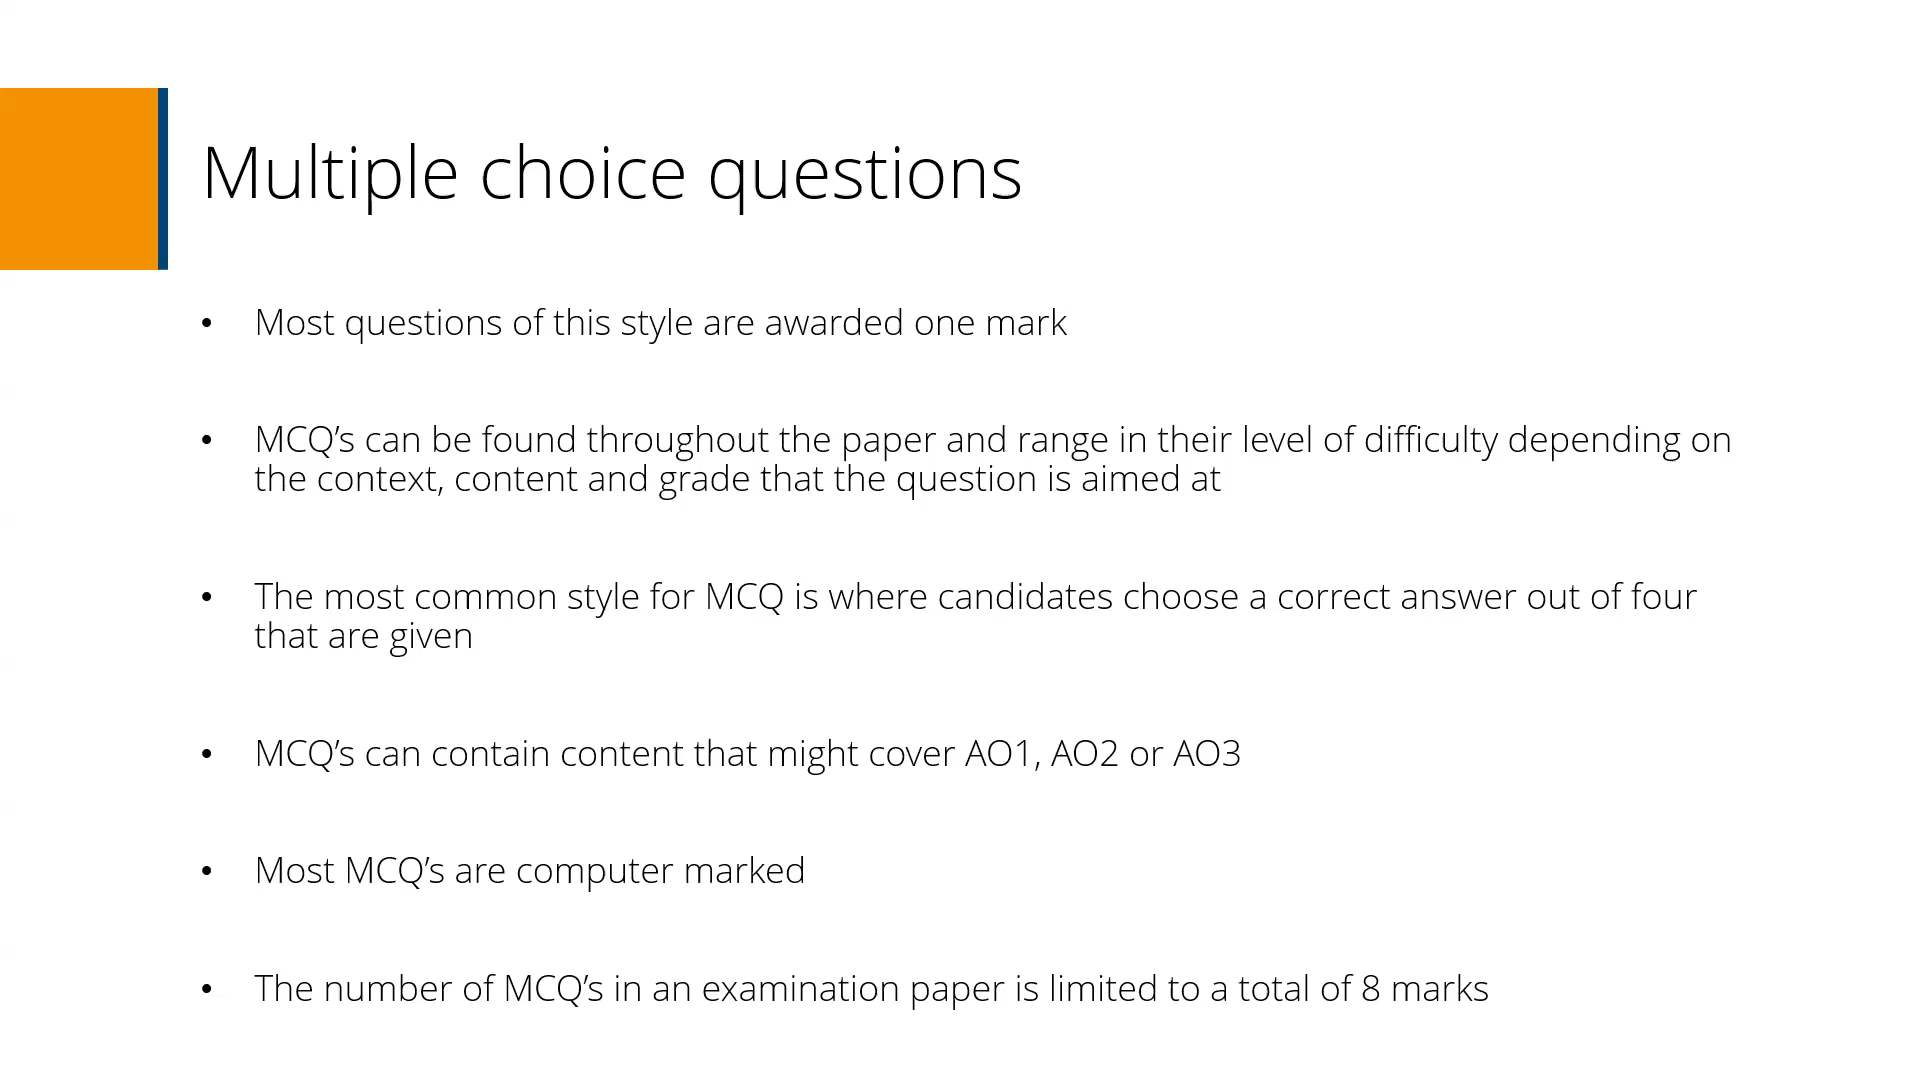 Multiple choice questions
• Most questions of this style are awarded one mark
• MCQ’s can be found throughout the paper and range in their level of difficulty depending on
the context, content and grade that the question is aimed at
• The most common style for MCQ is where candidates choose a correct answer out of four
that are given
• MCQ’s can contain content that might cover AO1, AO2 or AO3
• Most MCQ’s are computer marked
• The number of MCQ’s in an examination paper is limited to a total of 8 marks